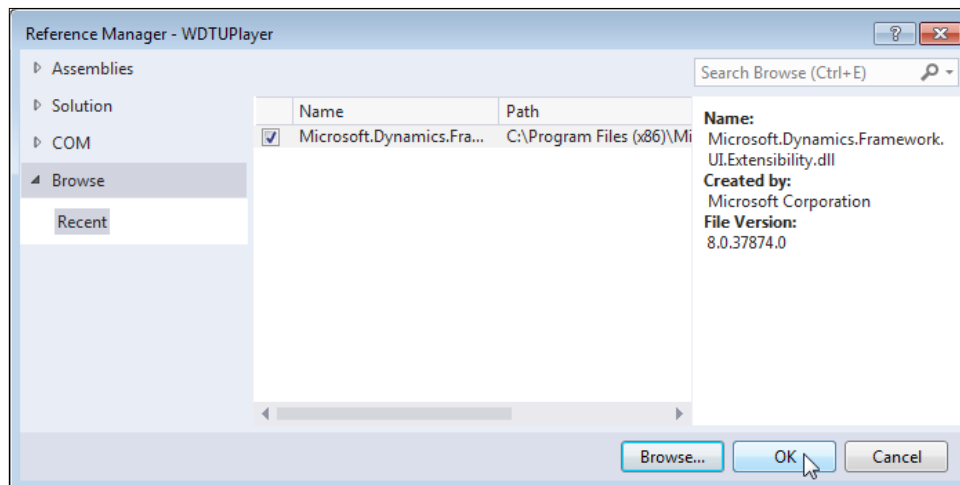 Reference Manager - WDTUPlayer
Assemblies
Solution
COM
Browse
Recent
Name Path
Microsoft.Dynamics.Fra... C:\Program Files (x86)\Mi
Search Browse (Ctrl+E)
Name:
Microsoft.Dynamics.Framework.
UI.Extensibility.dll
Created by:
Microsoft Corporation
File Version:
8.0.37874.0
Browse... OK Cancel